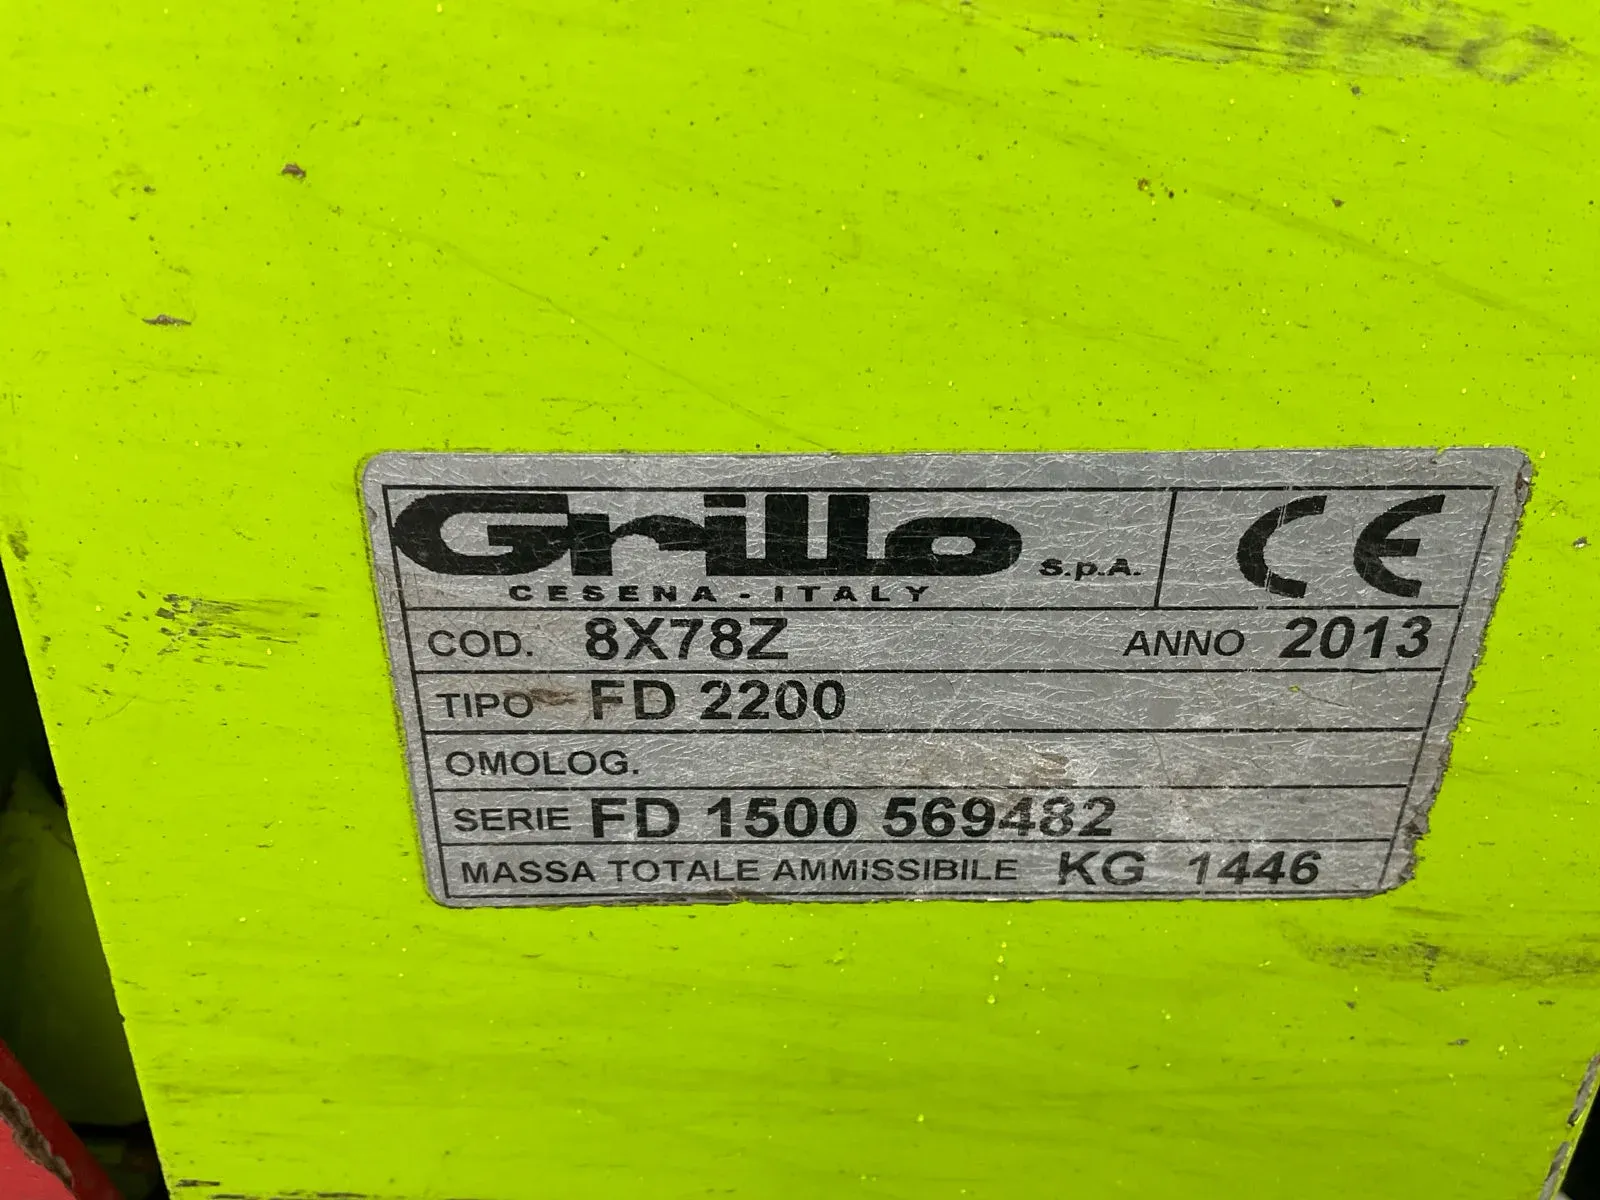 Grillo S.p.A. CE
CESENA - ITALY
COD. 8X78Z ANNO 2013
TIPO FD 2200
OMOLOG.
SERIE FD 1500 569482
MASSA TOTALE AMMISSIBILE KG 1446